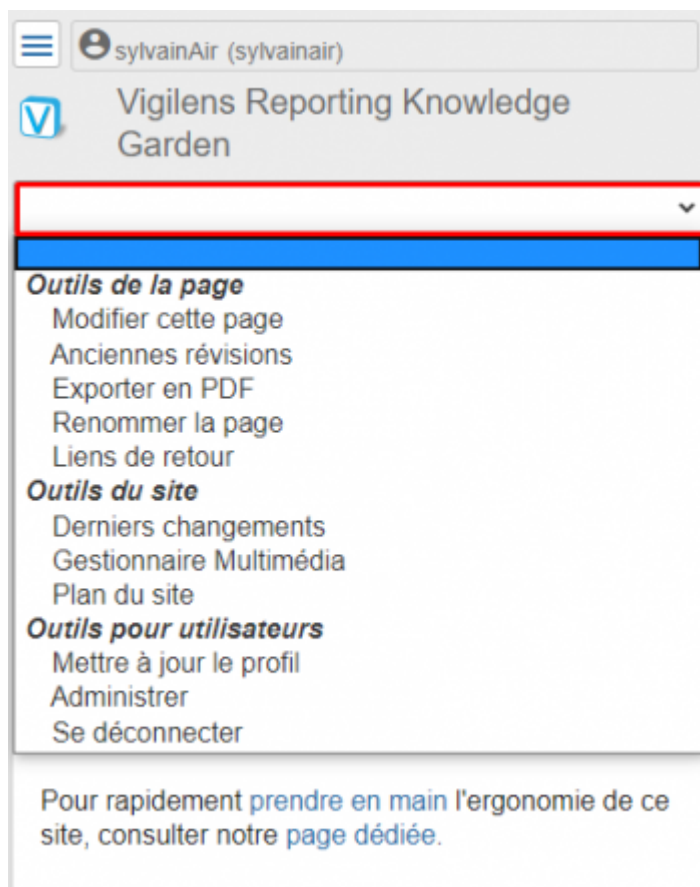 sylvainAir (sylvainair)
V
Vigilens Reporting Knowledge
Garden
Outils de la page
Modifier cette page
Anciennes révisions
Exporter en PDF
Renommer la page
Liens de retour
Outils du site
Derniers changements
Gestionnaire Multimédia
Plan du site
Outils pour utilisateurs
Mettre à jour le profil
Administrer
Se déconnecter
Pour rapidement prendre en main l'ergonomie de ce
site, consulter notre page dédiée.